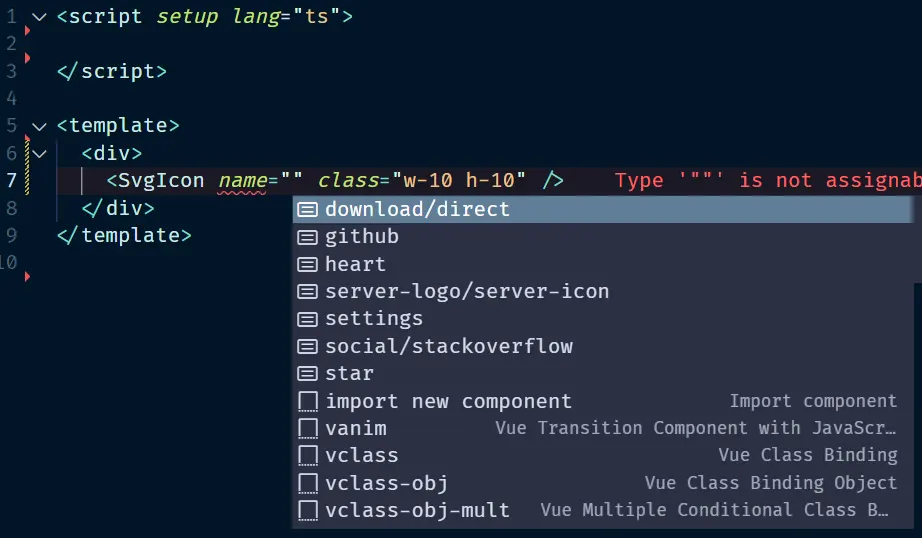 1 <script setup lang="ts">
2
3 </script>
4
5 <template>
6 <div>
7 <SvgIcon name="" class="w-10 h-10" /> Type '""' is not assignab
8 </div>
9 </template>
10
download/direct
github
heart
server-logo/server-icon
settings
social/stackoverflow
star
import new component Import component
vanim Vue Transition Component with JavaScr…
vclass Vue Class Binding
vclass-obj Vue Class Binding Object
vclass-obj-mult Vue Multiple Conditional Class B…